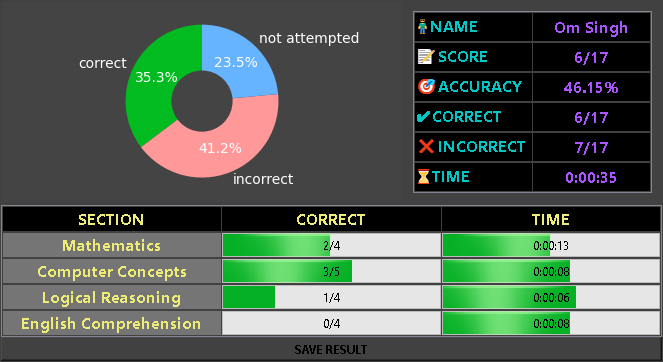 not attempted
23.5%
correct
35.3%
41.2%
incorrect
NAME Om Singh
SCORE 6/17
ACCURACY 46.15%
CORRECT 6/17
INCORRECT 7/17
TIME 0:00:35
SECTION CORRECT TIME
Mathematics 2/4 0:00:13
Computer Concepts 3/5 0:00:08
Logical Reasoning 1/4 0:00:06
English Comprehension 0/4 0:00:08
SAVE RESULT